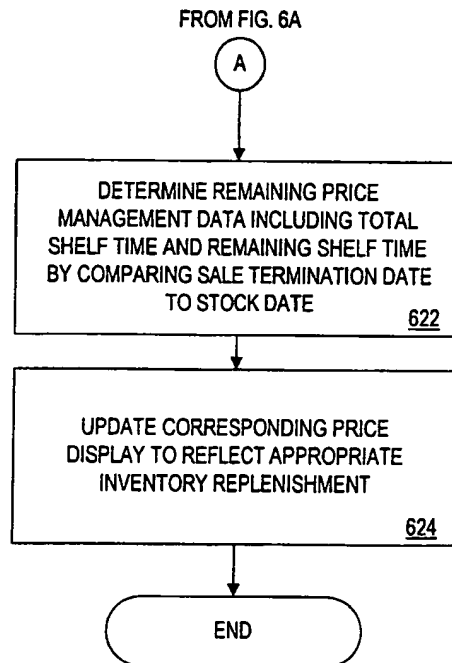 FROM FIG. 6A
A
DETERMINE REMAINING PRICE
MANAGEMENT DATA INCLUDING TOTAL
SHELF TIME AND REMAINING SHELF TIME
BY COMPARING SALE TERMINATION DATE
TO STOCK DATE
622
UPDATE CORRESPONDING PRICE
DISPLAY TO REFLECT APPROPRIATE
INVENTORY REPLENISHMENT
624
END